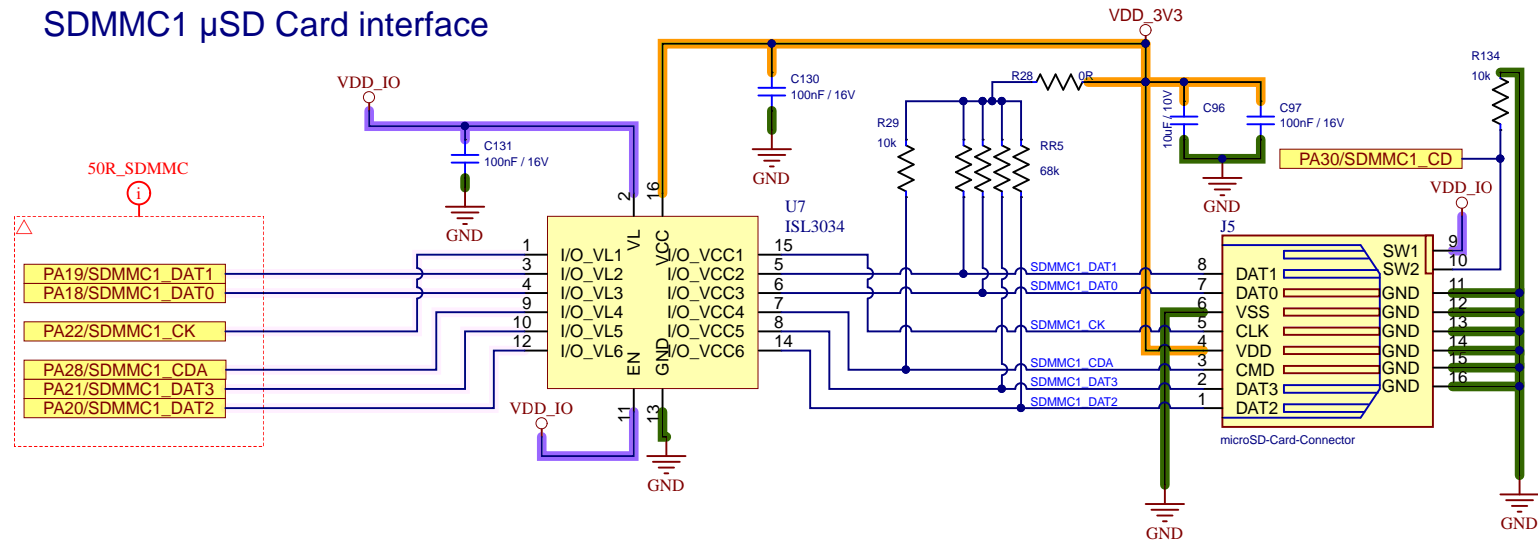 SDMMC1 µSD Card interface
VDD_3V3
VDD_IO
C130
100nF / 16V
GND
R28
0R
10uF / 10V
C96
C97
100nF / 16V
GND
R134
10k
C131
100nF / 16V
GND
R29
10k
RR5
68k
PA30/SDMMC1_CD
VDD_IO
50R_SDMMC
i
2
16
VL
VCC
U7
ISL3034
J5
1
3
4
9
10
12
I/O_VL1
I/O_VL2
I/O_VL3
I/O_VL4
I/O_VL5
I/O_VL6
I/O_VCC1
I/O_VCC2
I/O_VCC3
I/O_VCC4
I/O_VCC5
I/O_VCC6
15
5
6
7
8
14
EN
GND
11
13
PA19/SDMMC1_DAT1
PA18/SDMMC1_DAT0
PA22/SDMMC1_CK
PA28/SDMMC1_CDA
PA21/SDMMC1_DAT3
PA20/SDMMC1_DAT2
SDMMC1_DAT1
SDMMC1_DAT0
SDMMC1_CK
SDMMC1_CDA
SDMMC1_DAT3
SDMMC1_DAT2
8
7
6
5
4
3
2
1
DAT1
DAT0
VSS
CLK
VDD
CMD
DAT3
DAT2
SW1
SW2
GND
GND
GND
GND
GND
GND
9
10
11
12
13
14
15
16
VDD_IO
GND
microSD-Card-Connector
GND
GND